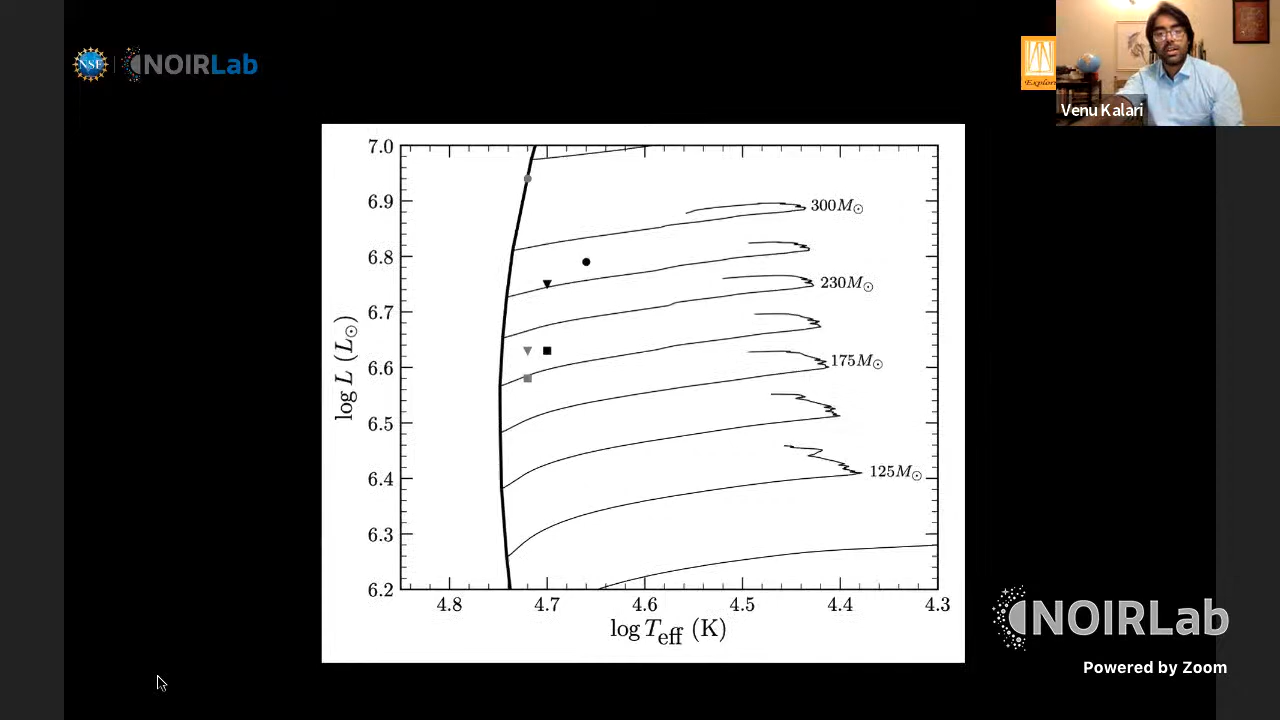 NSF
NOIRLab
Explor
Venu Kalari
7.0
6.9
6.8
6.7
6.6
6.5
6.4
6.3
6.2
log L (L⊙)
300M⊙
230M⊙
175M⊙
125M⊙
4.8 4.7 4.6 4.5 4.4 4.3
log Teff (K)
NOIRLab
Powered by Zoom